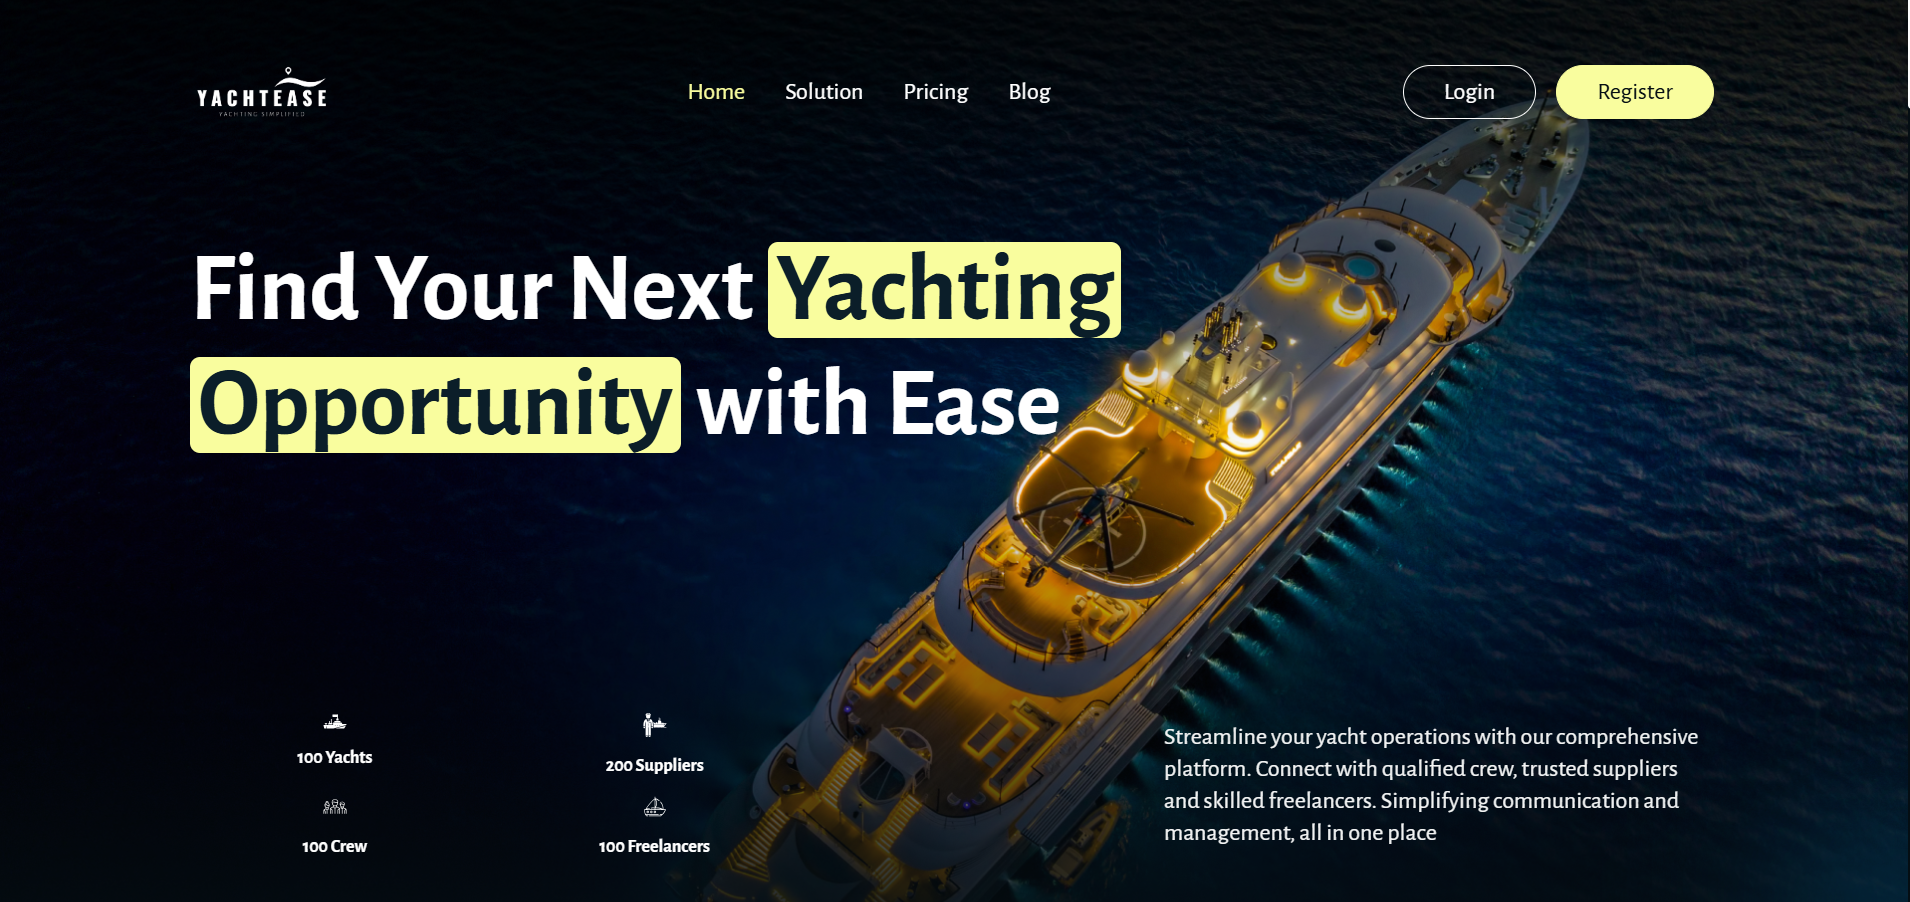 YACHTEASE
YACHTING SIMPLIFIED
Home Solution Pricing Blog
Login Register
Find Your Next Yachting
Opportunity with Ease
100 Yachts
200 Suppliers
100 Crew
100 Freelancers
Streamline your yacht operations with our comprehensive
platform. Connect with qualified crew, trusted suppliers
and skilled freelancers. Simplifying communication and
management, all in one place